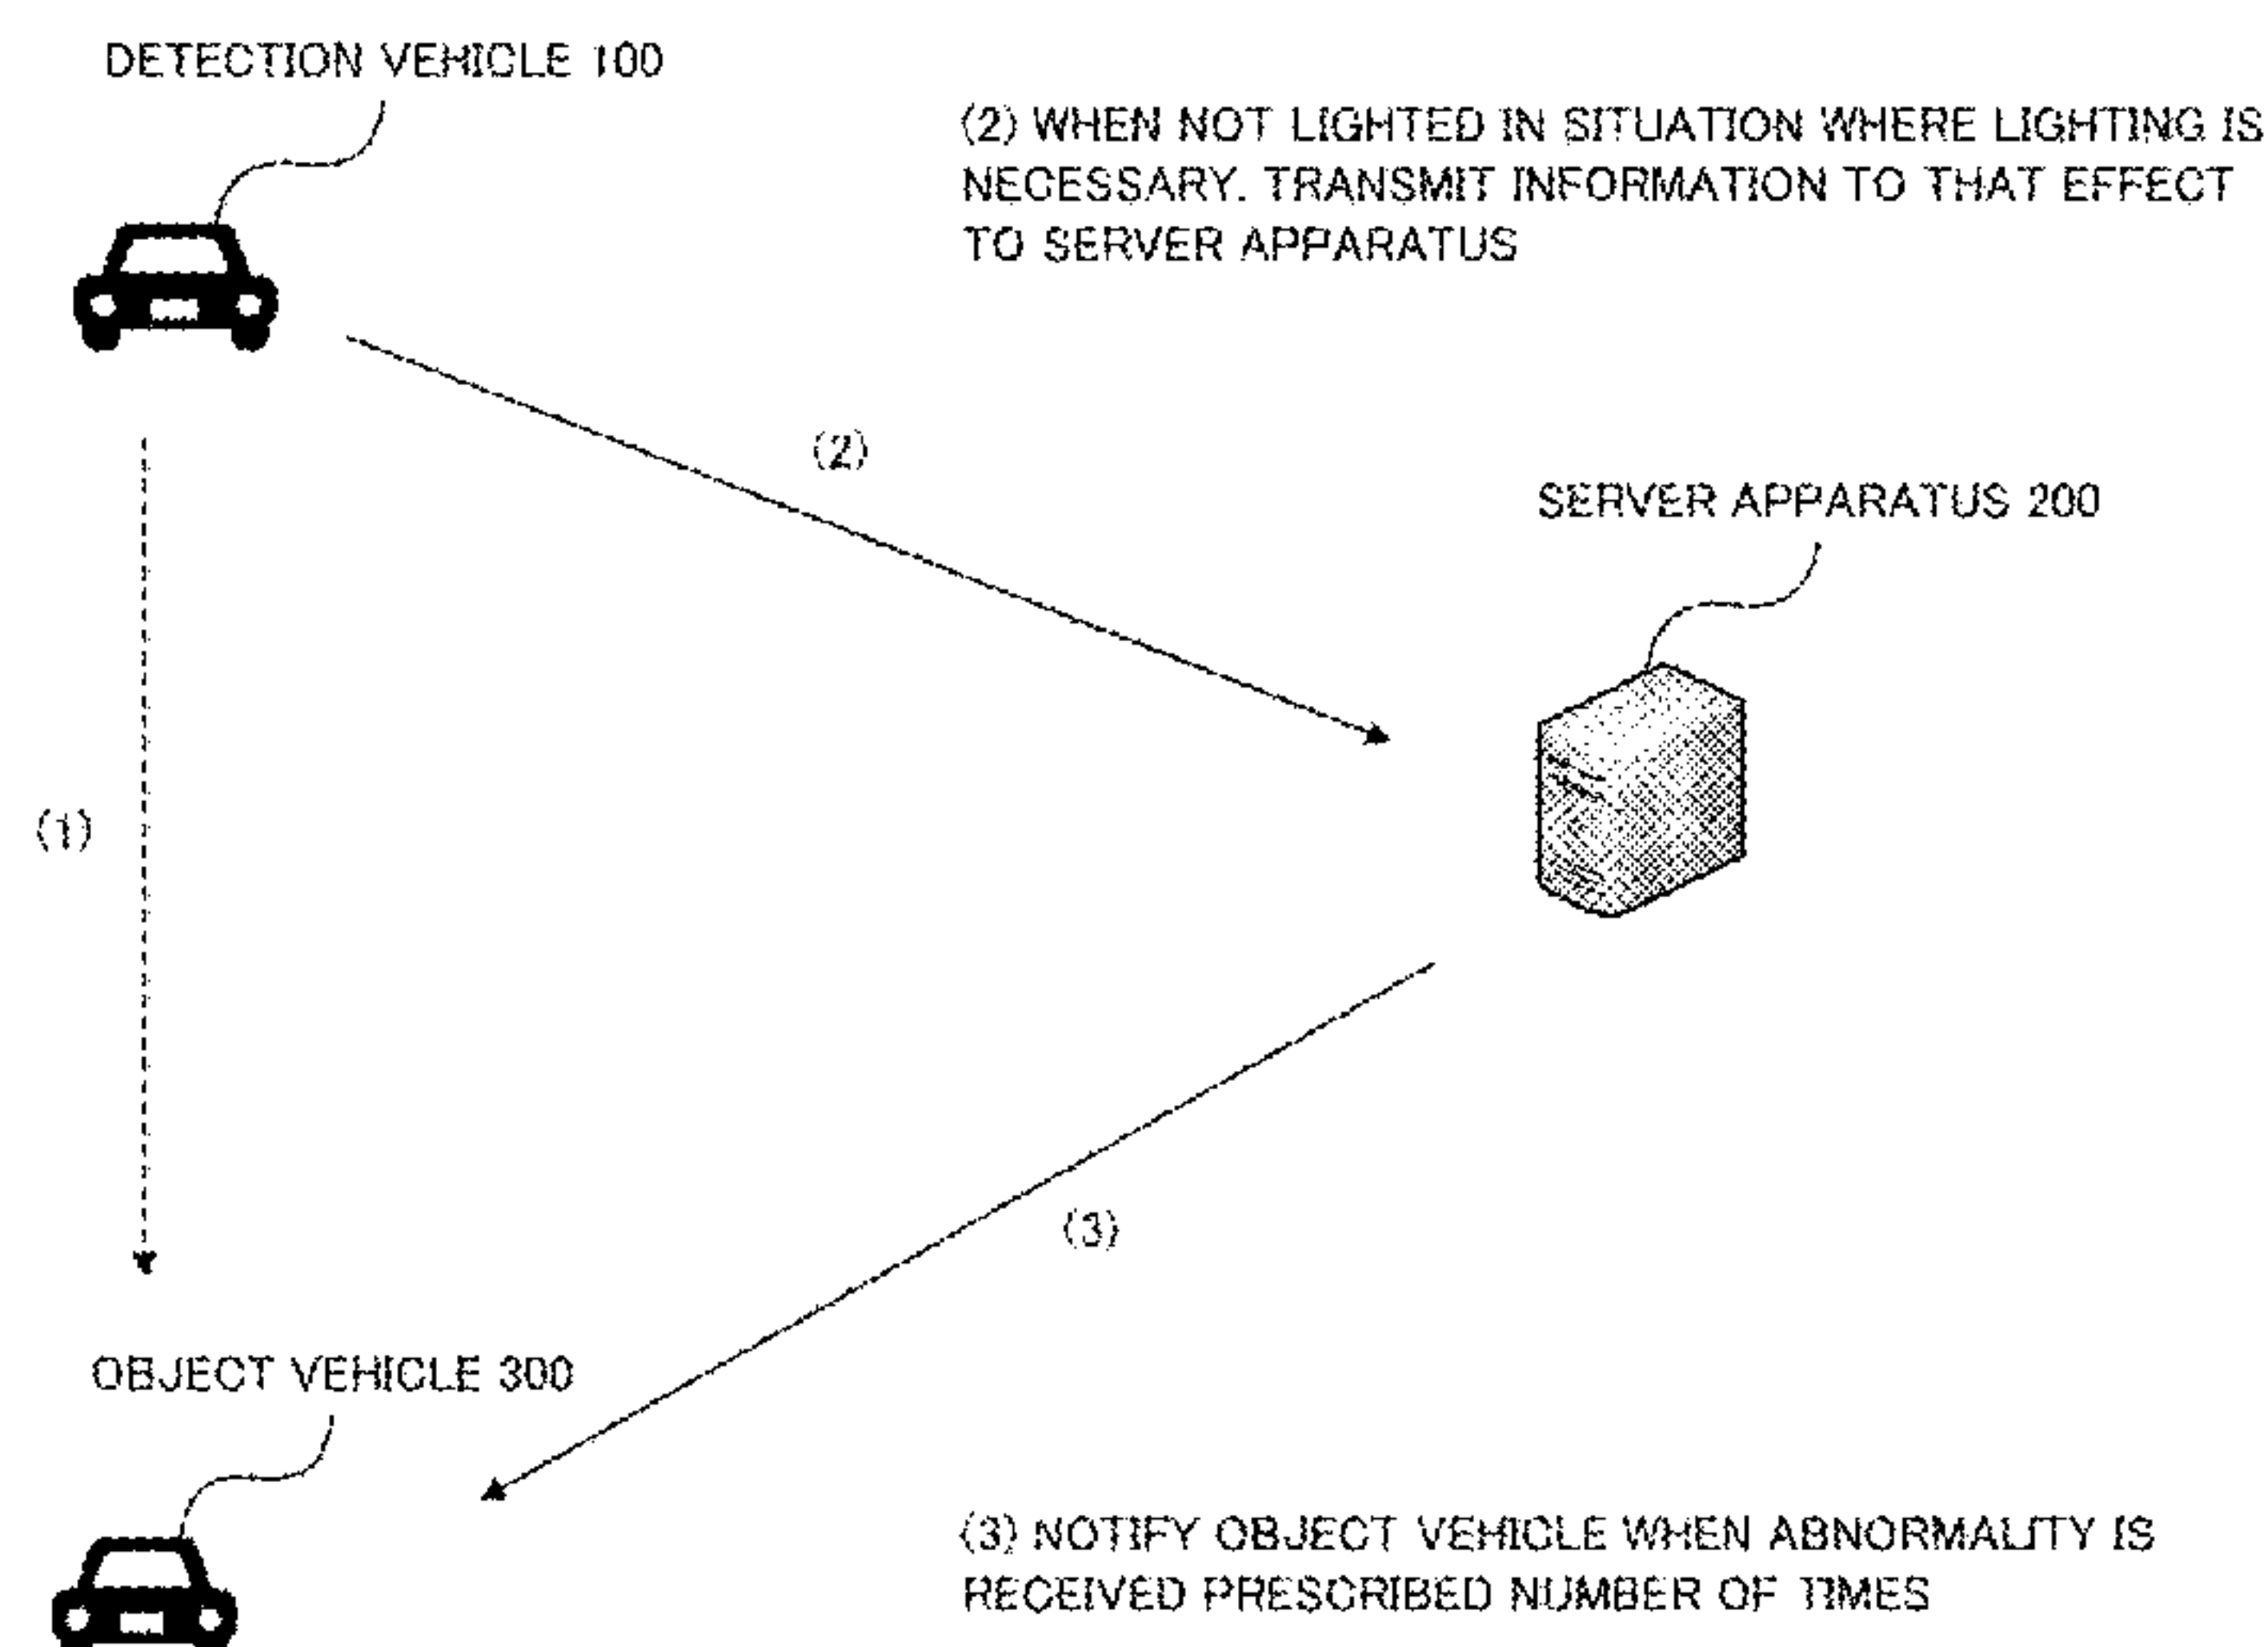 DETECTION VEHICLE 100
(2) WHEN NOT LIGHTED IN SITUATION WHERE LIGHTING IS
NECESSARY. TRANSMIT INFORMATION TO THAT EFFECT
TO SERVER APPARATUS
(2)
SERVER APPARATUS 200
(1)
(3)
OBJECT VEHICLE 300
(3) NOTIFY OBJECT VEHICLE WHEN ABNORMALITY IS
RECEIVED PRESCRIBED NUMBER OF TIMES